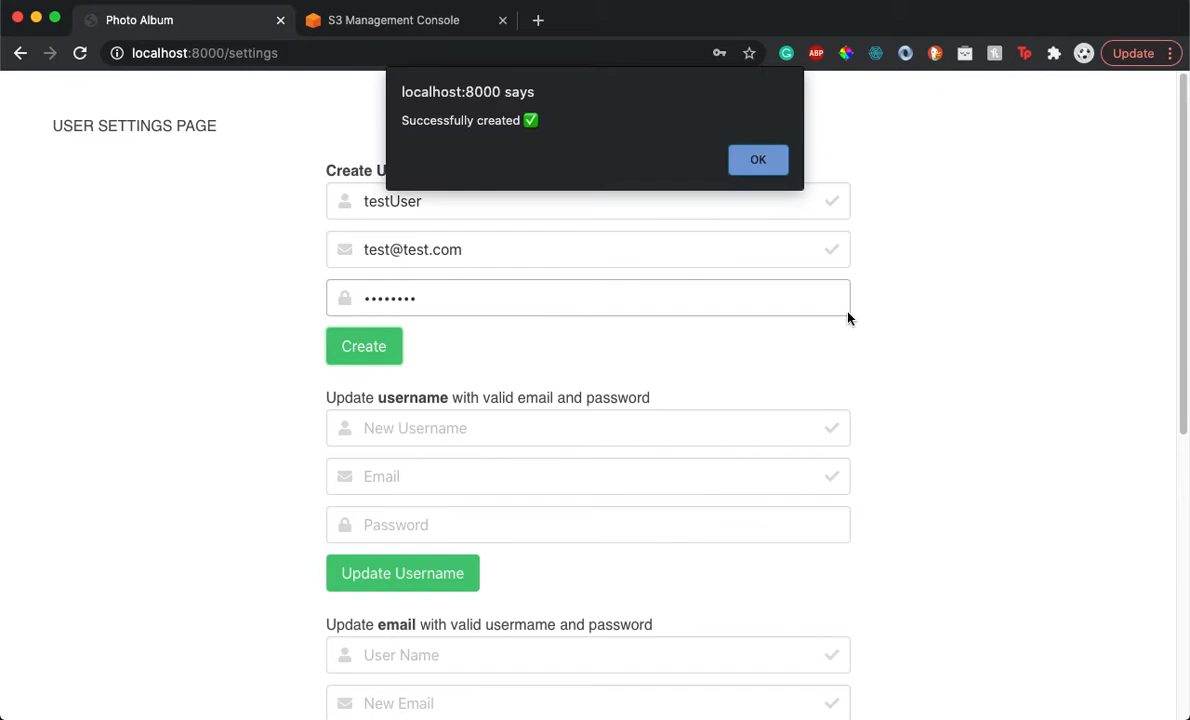 Photo Album
S3 Management Console
localhost:8000/settings
ABP
Tp
Update
localhost:8000 says
Successfully created ✅
OK
USER SETTINGS PAGE
Create U
testUser
test@test.com
••••••••
Create
Update username with valid email and password
New Username
Email
Password
Update Username
Update email with valid usermame and password
User Name
New Email